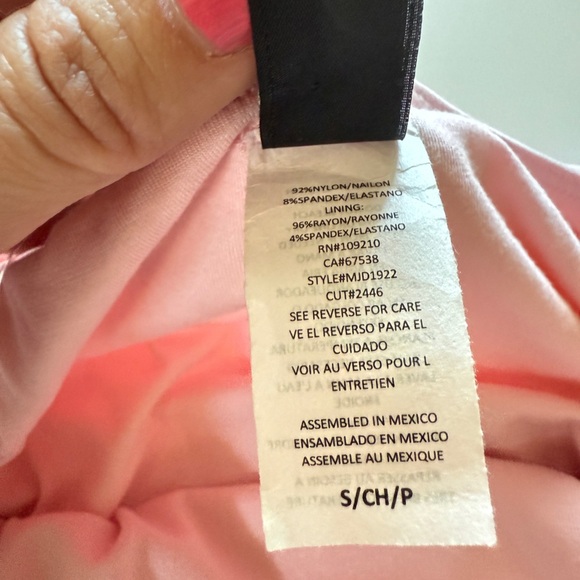 92%NYLON/NAILON
8%SPANDEX/ELASTANO
LINING:
96%RAYON/RAYONNE
4%SPANDEX/ELASTANO
RN#109210
CA#67538
STYLE#MJD1922
CUT#2446
SEE REVERSE FOR CARE
VE EL REVERSO PARA EL
CUIDADO
VOIR AU VERSO POUR L
ENTRETIEN
ASSEMBLED IN MEXICO
ENSAMBLADO EN MEXICO
ASSEMBLE AU MEXIQUE
S/CH/P